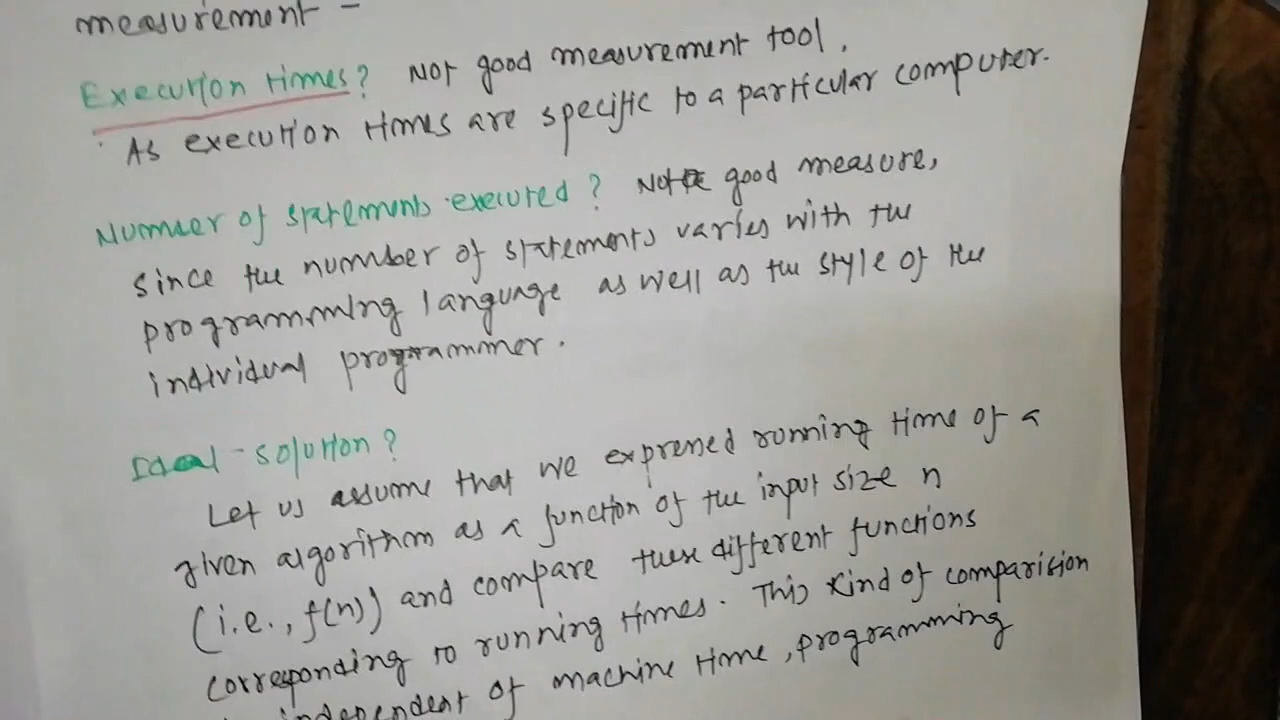 measurement -
Execution times? Not good measurement tool.
As execution times are specific to a particular computer.
Number of statements executed? Not good measure,
since the number of statements varies with the
programming language as well as the style of the
individual programmer.
Ideal solution?
Let us assume that we expressed running time of a
given algorithm as a function of the input size n
(i.e., f(n)) and compare these different functions
corresponding to running times. This kind of comparision
independent of machine time, programming